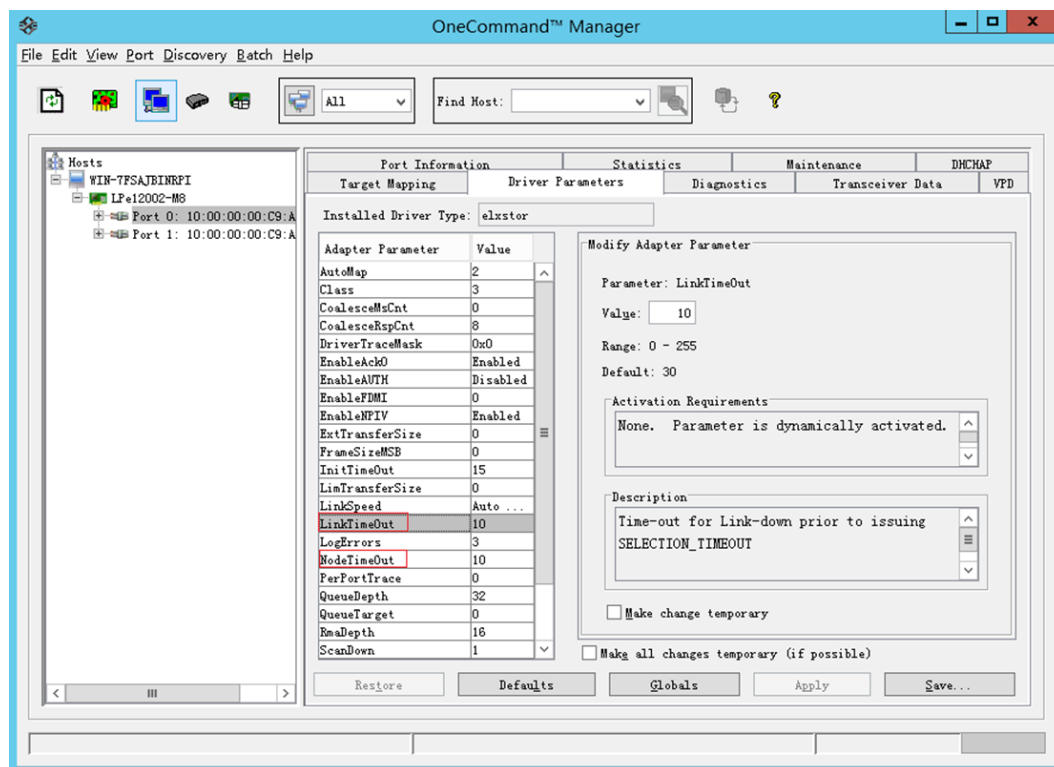 OneCommand™ Manager
File Edit View Port Discovery Batch Help
All
Find Host:
Hosts
WIN-7FSAJBINRPI
LPe12002-M8
Port 0: 10:00:00:00:C9:A
Port 1: 10:00:00:00:C9:A
Port Information Statistics Maintenance DHCHAP
Target Mapping Driver Parameters Diagnostics Transceiver Data VPD
Installed Driver Type: elxstor
Adapter Parameter Value
AutoMap 2
Class 3
CoalesceMsCnt 0
CoalesceRspCnt 8
DriverTraceMask 0x0
EnableAck0 Enabled
EnableAUTH Disabled
EnableFDMI 0
EnableNPIV Enabled
ExtTransferSize 0
FrameSizeMSB 0
InitTimeOut 15
LimTransferSize 0
LinkSpeed Auto ...
LinkTimeOut 10
LogErrors 3
NodeTimeOut 10
PerPortTrace 0
QueueDepth 32
QueueTarget 0
RmaDepth 16
ScanDown 1
Modify Adapter Parameter
Parameter: LinkTimeOut
Value: 10
Range: 0 - 255
Default: 30
Activation Requirements
None. Parameter is dynamically activated.
Description
Time-out for Link-down prior to issuing
SELECTION_TIMEOUT
Make change temporary
Make all changes temporary (if possible)
Restore Defaults Globals Apply Save...